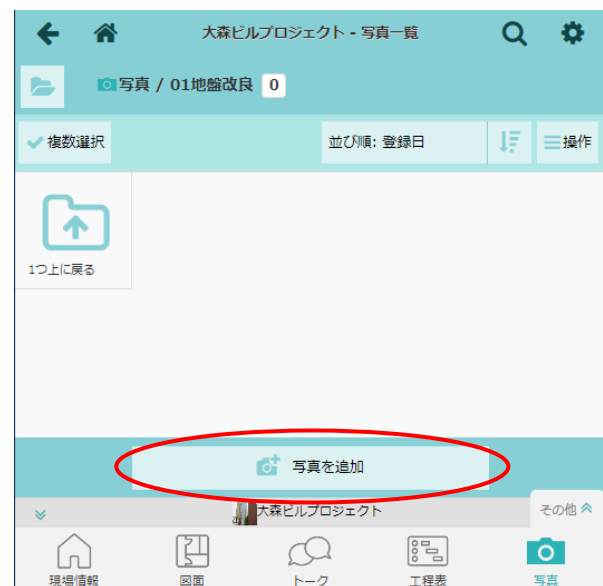 大森ビルプロジェクト - 写真一覧
写真 / 01地盤改良 0
複数選択 並び順: 登録日 操作
1つ上に戻る
写真を追加
大森ビルプロジェクト その他
現場情報 図面 トーク 工程表 写真